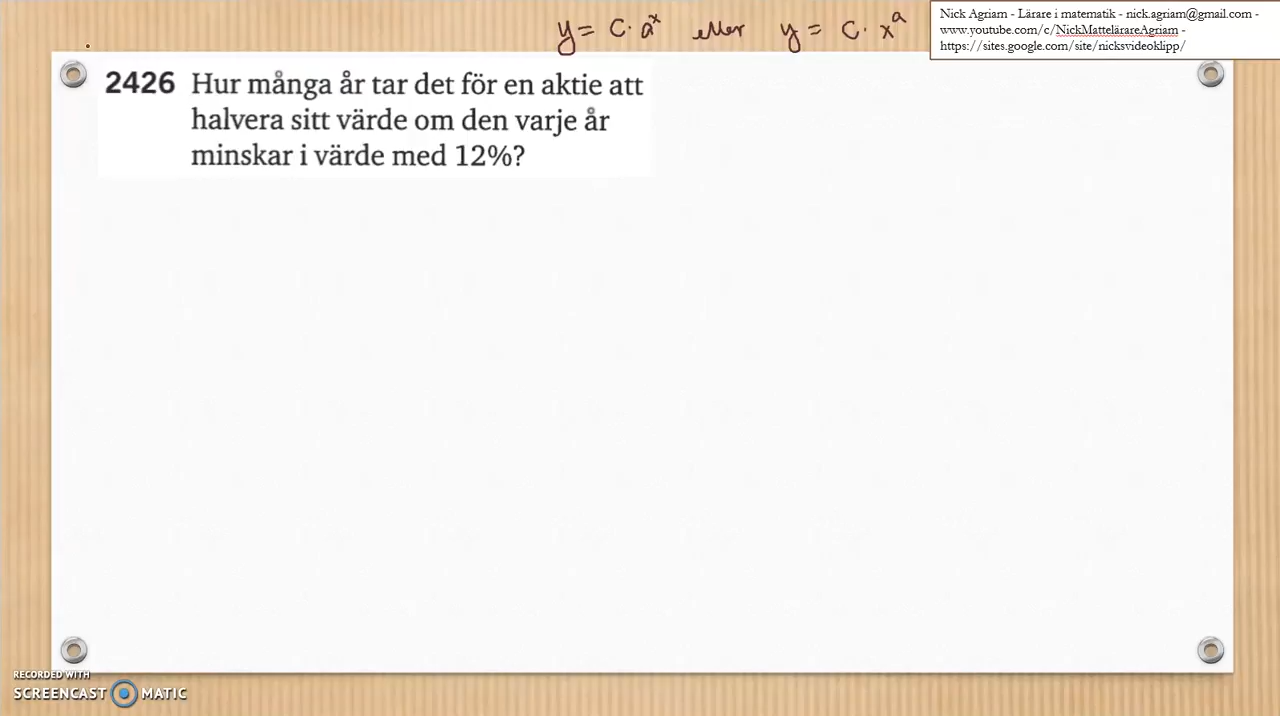 y = C · a^x eller y = C · x^a
Nick Agriam - Lärare i matematik - nick.agriam@gmail.com -
www.youtube.com/c/NickMattelärareAgriam -
https://sites.google.com/site/nicksvideoklipp/
2426 Hur många år tar det för en aktie att
halvera sitt värde om den varje år
minskar i värde med 12%?
RECORDED WITH
SCREENCAST MATIC